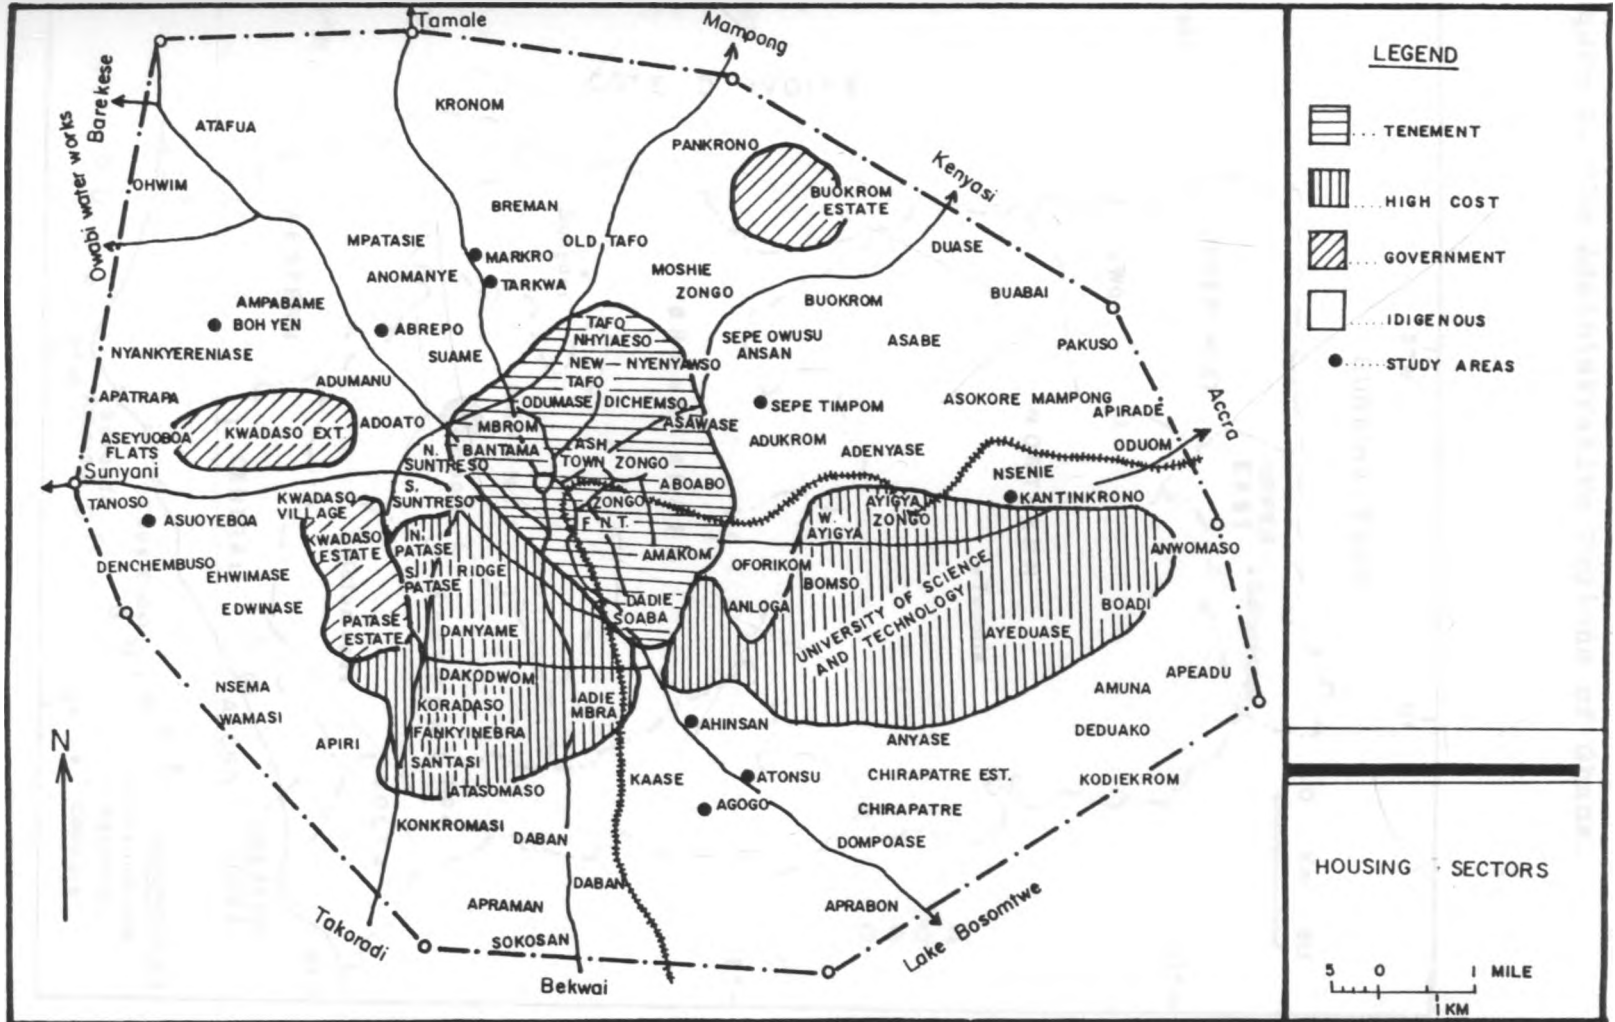 Tamale
Mampong
Barekese
Owabi water works
ATAFUA
KRONOM
PANKRONO
Kenyasi
OHWIM
BUOKROM
ESTATE
BREMAN
MPATASIE
OLD TAFO
DUASE
MARKRO
ANOMANYE
TARKWA
MOSHIE
ZONGO
BUOKROM
BUABAI
AMPABAME
BOH YEN
ABREPO
SUAME
TAFO
NHYIAESO
SEPE OWUSU
ANSAN
ASABE
PAKUSO
NYANKYERENIASE
NEW
TAFO
NYENYAWSO
ADUMANU
APATRAPA
ODUMASE
DICHEMSO
SEPE TIMPOM
ASOKORE MAMPONG
APIRADE
Accra
KWADASO EXT.
ADOATO
MBROM
ASAWASE
ADUKROM
ASEYUOBOA
FLATS
N.
SUNTRESO
BANTAMA
ASH
TOWN
ZONGO
ADENYASE
ODUOM
Sunyani
S.
SUNTRESO
ABOABO
NSENIE
TANOSO
KWADASO
VILLAGE
ZONGO
AYIGYA
ZONGO
KANTINKRONO
ASUOYEBOA
F. N. T.
W.
AYIGYA
KWADASO
ESTATE
N.
PATASE
AMAKOM
ANWOMASO
DENCHEMBUSO
EHWIMASE
S.
PATASE
RIDGE
OFORIKOM
BOMSO
EDWINASE
DADIE
SOABA
ANLOGA
BOADI
PATASE
ESTATE
DANYAME
UNIVERSITY OF SCIENCE
AND TECHNOLOGY
AYEDUASE
DAKODWOM
APEADU
NSEMA
KORADASO
ADIE
MBRA
AMUNA
WAMASI
AHINSAN
FANKYINEBRA
ANYASE
DEDUAKO
APIRI
SANTASI
KAASE
ATONSU
CHIRAPATRE EST.
KODIEKROM
ATASOMASO
AGOGO
CHIRAPATRE
KONKROMASI
DABAN
DOMPOASE
DABAN
APRAMAN
APRABON
Takoradi
SOKOSAN
Lake Bosomtwe
Bekwai
N
LEGEND
.... TENEMENT
.... HIGH COST
.... GOVERNMENT
.... IDIGENOUS
..... STUDY AREAS
HOUSING SECTORS
5 0 1 MILE
1 KM